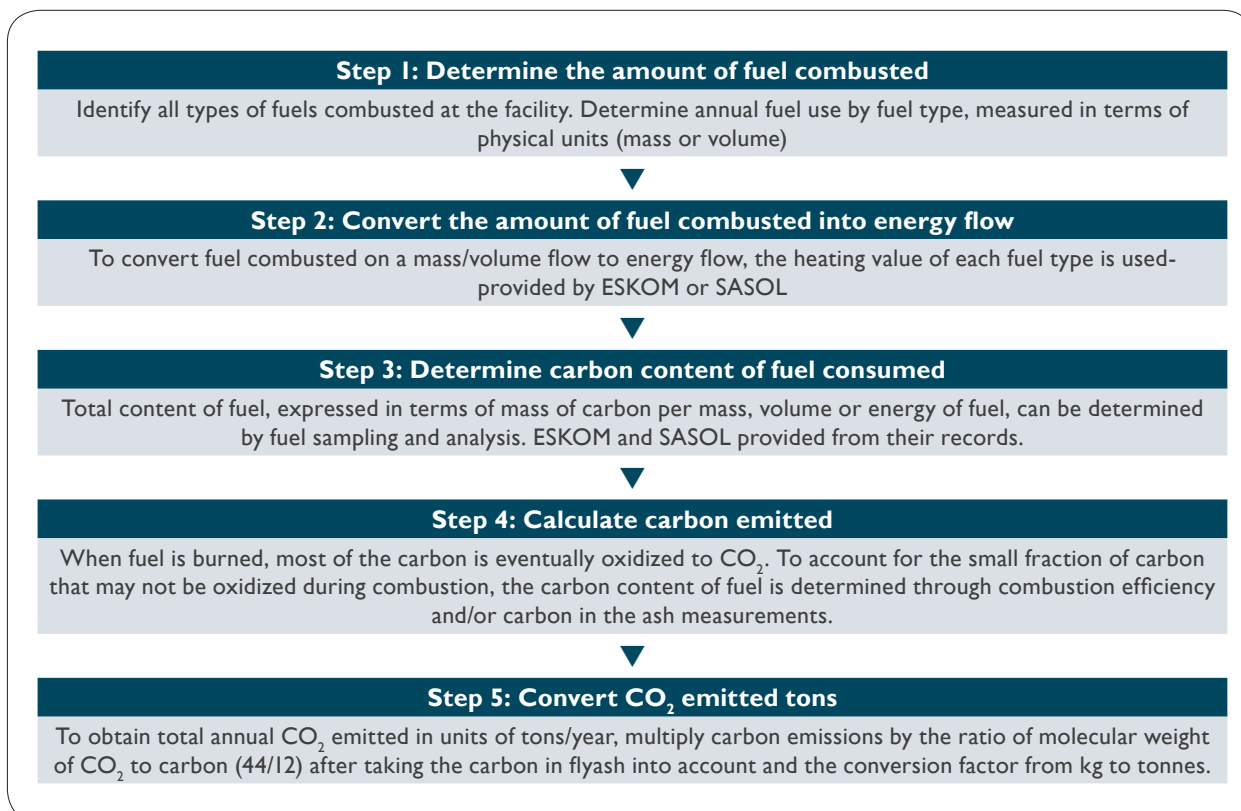 Step 1: Determine the amount of fuel combusted
Identify all types of fuels combusted at the facility. Determine annual fuel use by fuel type, measured in terms of
physical units (mass or volume)
Step 2: Convert the amount of fuel combusted into energy flow
To convert fuel combusted on a mass/volume flow to energy flow, the heating value of each fuel type is used-
provided by ESKOM or SASOL
Step 3: Determine carbon content of fuel consumed
Total content of fuel, expressed in terms of mass of carbon per mass, volume or energy of fuel, can be determined
by fuel sampling and analysis. ESKOM and SASOL provided from their records.
Step 4: Calculate carbon emitted
When fuel is burned, most of the carbon is eventually oxidized to CO₂. To account for the small fraction of carbon
that may not be oxidized during combustion, the carbon content of fuel is determined through combustion efficiency
and/or carbon in the ash measurements.
Step 5: Convert CO₂ emitted tons
To obtain total annual CO₂ emitted in units of tons/year, multiply carbon emissions by the ratio of molecular weight
of CO₂ to carbon (44/12) after taking the carbon in flyash into account and the conversion factor from kg to tonnes.